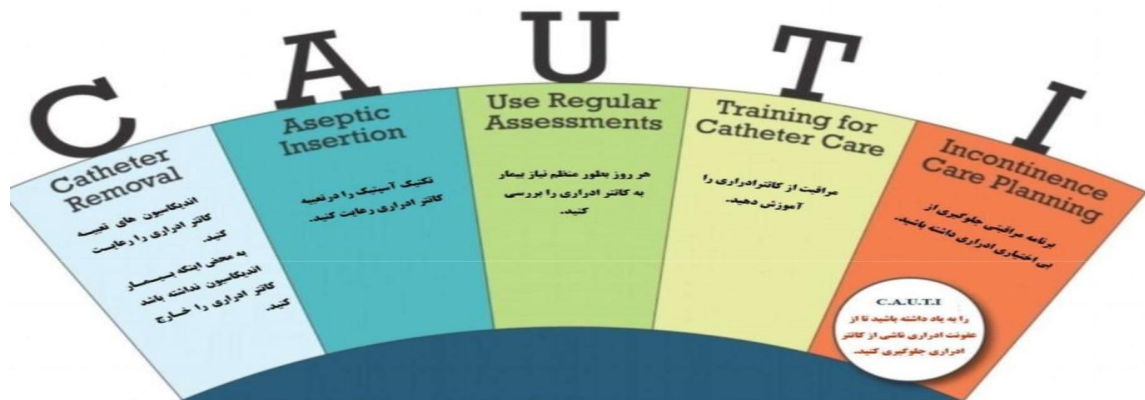 C A U T I
Catheter
Removal
اندیکاسیون های تعبیه
کاتتر ادراری را رعایت
کنید.
به محض اینکه بیمار
اندیکاسیون نداشته باشد
کاتتر ادراری را خارج
کنید.
Aseptic
Insertion
تکنیک آسپتیک را در تعبیه
کاتتر ادراری رعایت کنید.
Use Regular
Assessments
هر روز بطور منظم نیاز بیمار
به کاتتر ادراری را بررسی
کنید.
Training for
Catheter Care
مراقبت از کاتتر ادراری را
آموزش دهید.
Incontinence
Care Planning
برنامه مراقبتی جلوگیری از
بی اختیاری ادراری داشته باشید.
C.A.U.T.I
را به یاد داشته باشید تا از
عفونت ادراری ناشی از کاتتر
ادراری جلوگیری کنید.